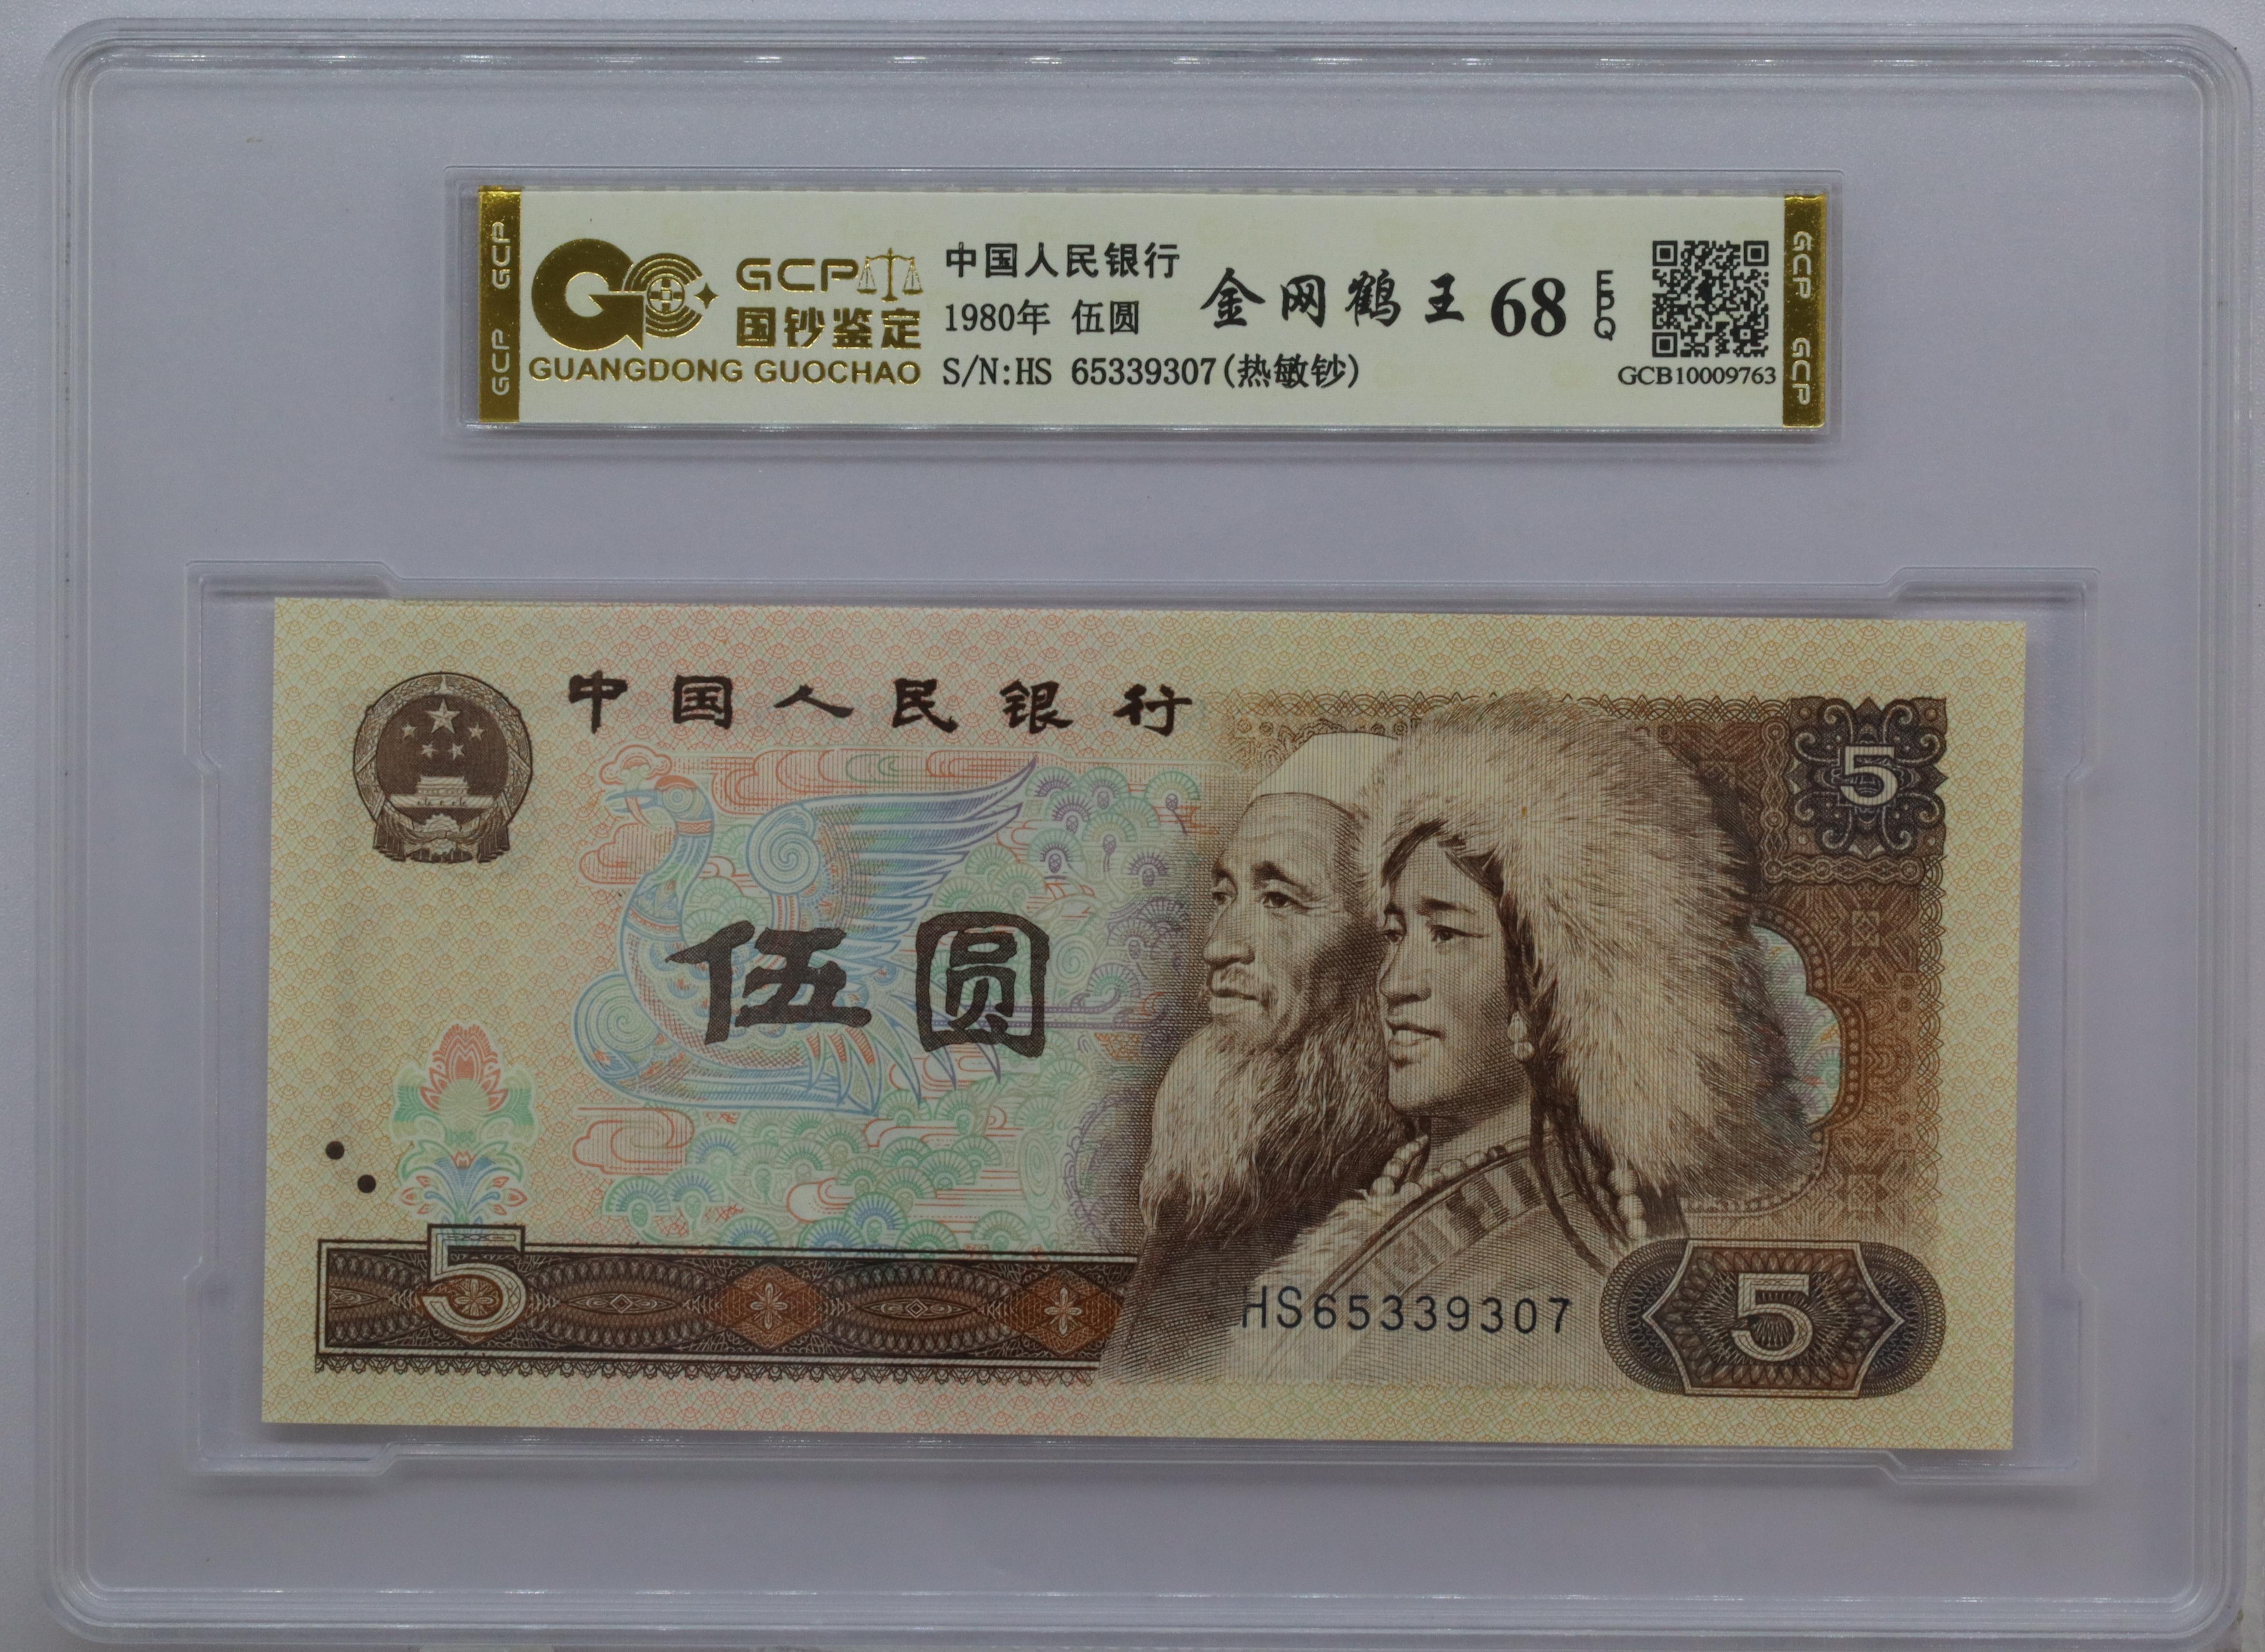 GCP GCP
GCP
国钞鉴定
GUANGDONG GUOCHAO
中国人民银行
1980年 伍圆
S/N:HS 65339307(热敏钞)
金网鹤王 68 EPQ
GCB10009763
GCP GCP
中国人民银行
5
伍圆
5
HS65339307
5